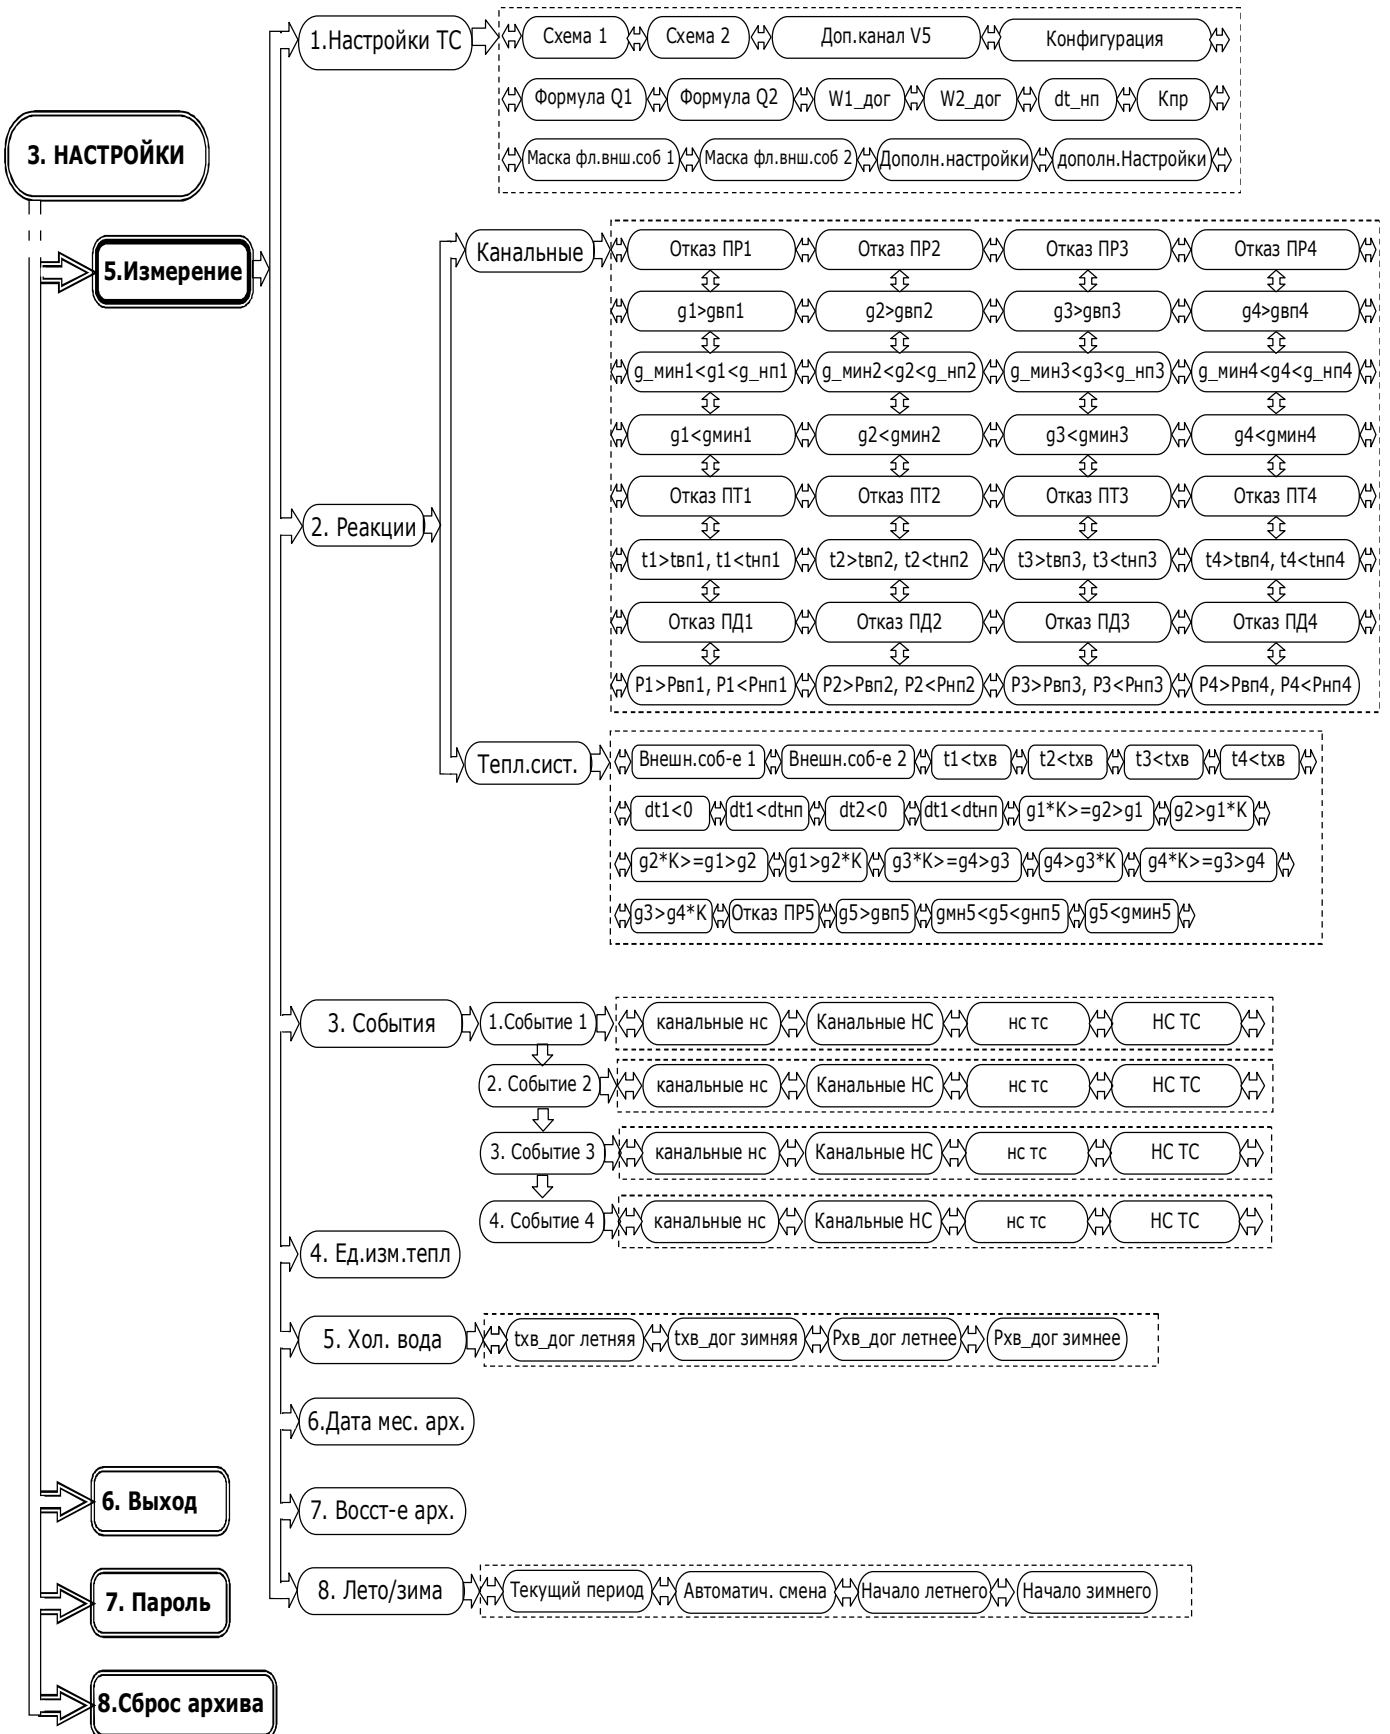 3. НАСТРОЙКИ
5.Измерение
1.Настройки ТС
Схема 1 Схема 2 Доп.канал V5 Конфигурация
Формула Q1 Формула Q2 W1_дог W2_дог dt_нп Кпр
Маска фл.внш.соб 1 Маска фл.внш.соб 2 Дополн.настройки дополн.Настройки
2. Реакции
Канальные
Отказ ПР1 Отказ ПР2 Отказ ПР3 Отказ ПР4
g1>gвп1 g2>gвп2 g3>gвп3 g4>gвп4
g_мин1<g1<g_нп1 g_мин2<g2<g_нп2 g_мин3<g3<g_нп3 g_мин4<g4<g_нп4
g1<gмин1 g2<gмин2 g3<gмин3 g4<gмин4
Отказ ПТ1 Отказ ПТ2 Отказ ПТ3 Отказ ПТ4
t1>tвп1, t1<tнп1 t2>tвп2, t2<tнп2 t3>tвп3, t3<tнп3 t4>tвп4, t4<tнп4
Отказ ПД1 Отказ ПД2 Отказ ПД3 Отказ ПД4
P1>Pвп1, P1<Pнп1 P2>Pвп2, P2<Pнп2 P3>Pвп3, P3<Pнп3 P4>Pвп4, P4<Pнп4
Тепл.сист.
Внешн.соб-е 1 Внешн.соб-е 2 t1<tхв t2<tхв t3<tхв t4<tхв
dt1<0 dt1<dtнп dt2<0 dt1<dtнп g1*K>=g2>g1 g2>g1*K
g2*K>=g1>g2 g1>g2*K g3*K>=g4>g3 g4>g3*K g4*K>=g3>g4
g3>g4*K Отказ ПР5 g5>gвп5 gмн5<g5<gнп5 g5<gмин5
3. События
1.Событие 1 канальные нс Канальные НС нс тс НС ТС
2. Событие 2 канальные нс Канальные НС нс тс НС ТС
3. Событие 3 канальные нс Канальные НС нс тс НС ТС
4. Событие 4 канальные нс Канальные НС нс тс НС ТС
4. Ед.изм.тепл
5. Хол. вода tхв_дог летняя tхв_дог зимняя Pхв_дог летнее Pхв_дог зимнее
6.Дата мес. арх.
6. Выход
7. Восст-е арх.
8. Лето/зима Текущий период Автоматич. смена Начало летнего Начало зимнего
7. Пароль
8.Сброс архива